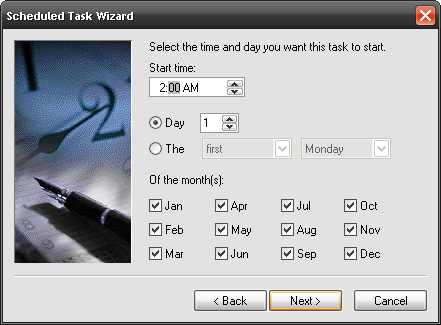 Scheduled Task Wizard
Select the time and day you want this task to start.
Start time:
2:00 AM
Day 1
The first Monday
Of the month(s):
Jan Apr Jul Oct
Feb May Aug Nov
Mar Jun Sep Dec
< Back Next > Cancel
2